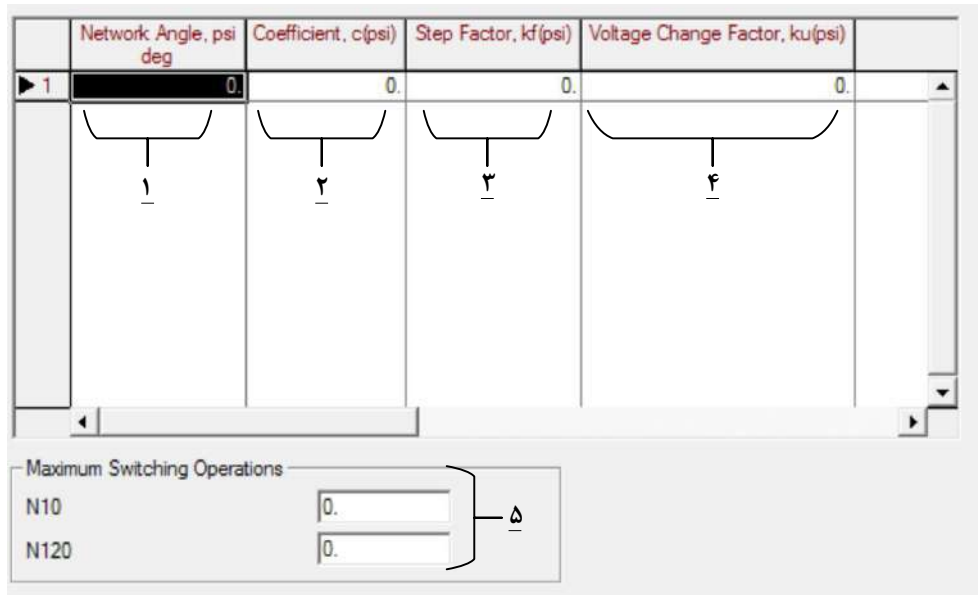 Network Angle, psi deg
Coefficient, c(psi)
Step Factor, kf(psi)
Voltage Change Factor, ku(psi)
1 0. 0. 0. 0.
۱ ۲ ۳ ۴
Maximum Switching Operations
N10 0.
N120 0.
۵